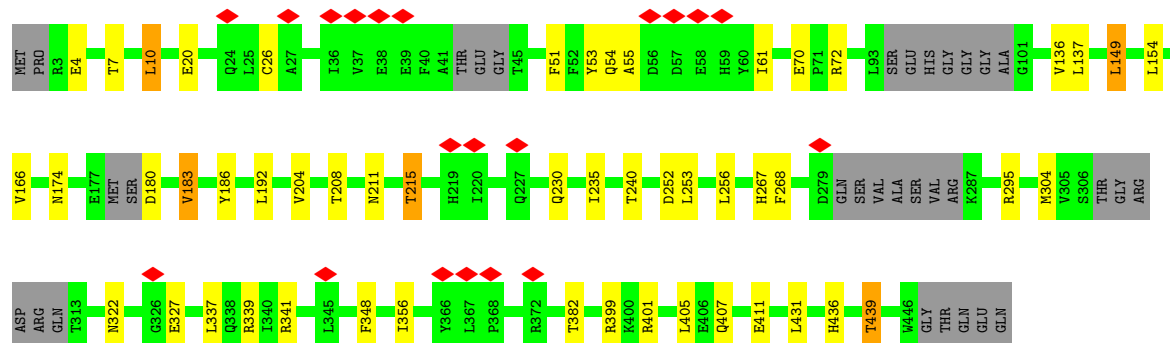 MET PRO R3 E4 T7 L10 E20 Q24 L25 C26 A27 I36 V37 E38 E39 F40 A41 THR GLU GLY T45 F51 F52 Y53 Q54 A55 D56 D57 E58 H59 Y60 I61 E70 P71 R72 L93 SER GLU HIS GLY GLY GLY ALA G101 V136 L137 L149 L154
V166 N174 E177 MET SER D180 V183 Y186 L192 V204 T208 N211 T215 H219 I220 Q227 Q230 I235 T240 D252 L253 L256 H267 F268 D279 GLN SER VAL ALA SER VAL ARG K287 R295 M304 V305 S306 THR GLY ARG
ASP ARG GLN T313 N322 G326 E327 L337 Q338 R339 I340 R341 L345 F348 I356 Y366 L367 P368 R372 T382 R399 K400 R401 L405 E406 Q407 E411 L431 H436 T439 W446 GLY THR GLN GLU GLN